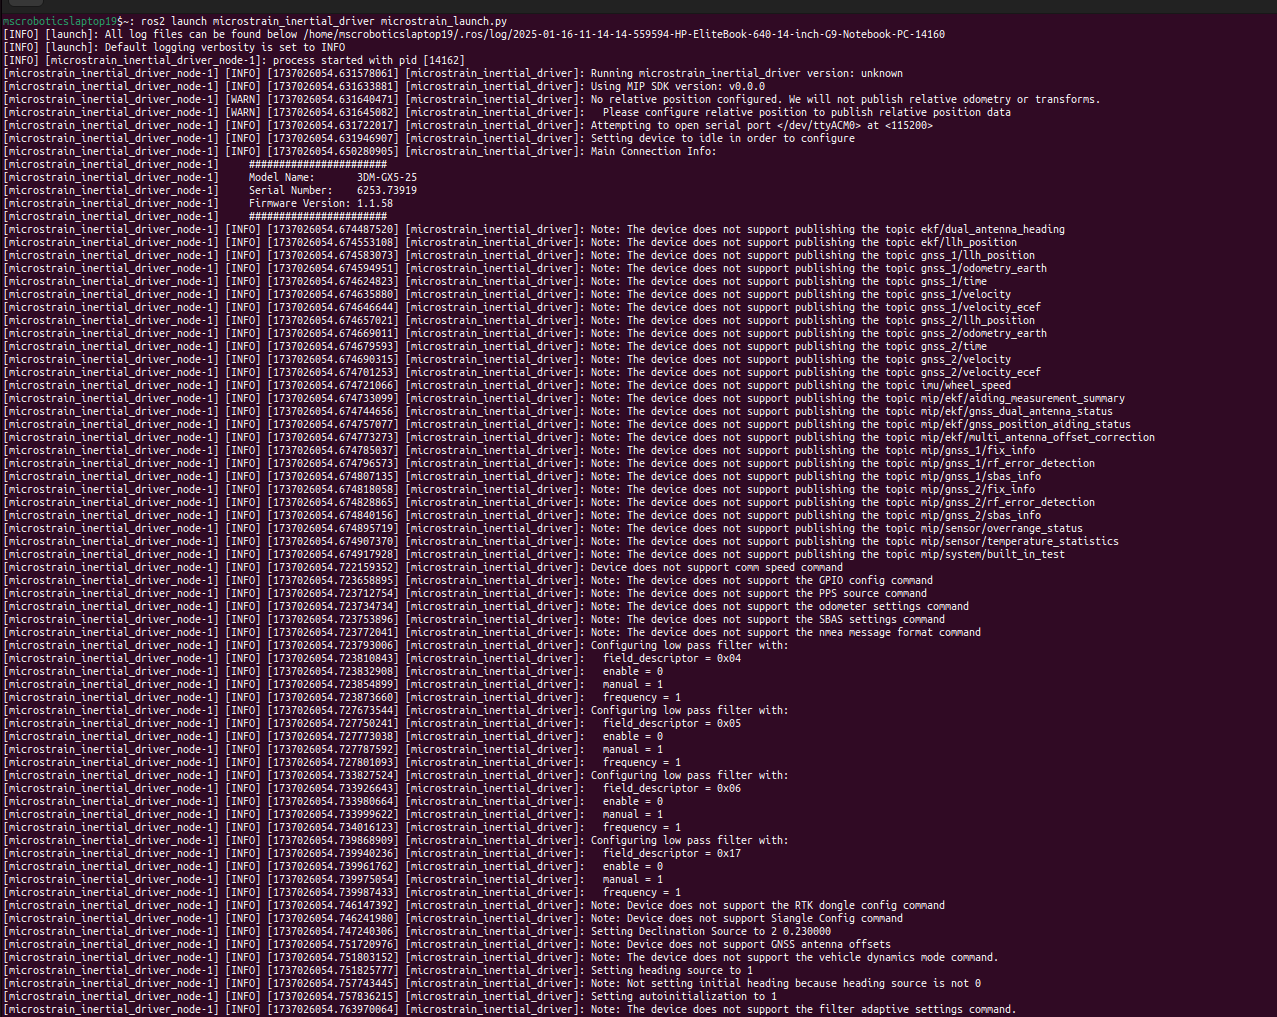 mscroboticslaptop19$~: ros2 launch microstrain_inertial_driver microstrain_launch.py
[INFO] [launch]: All log files can be found below /home/mscroboticslaptop19/.ros/log/2025-01-16-11-14-14-559594-HP-EliteBook-640-14-inch-G9-Notebook-PC-14160
[INFO] [launch]: Default logging verbosity is set to INFO
[INFO] [microstrain_inertial_driver_node-1]: process started with pid [14162]
[microstrain_inertial_driver_node-1] [INFO] [1737026054.631578061] [microstrain_inertial_driver]: Running microstrain_inertial_driver version: unknown
[microstrain_inertial_driver_node-1] [INFO] [1737026054.631633881] [microstrain_inertial_driver]: Using MIP SDK version: v0.0.0
[microstrain_inertial_driver_node-1] [WARN] [1737026054.631640471] [microstrain_inertial_driver]: No relative position configured. We will not publish relative odometry or transforms.
[microstrain_inertial_driver_node-1] [WARN] [1737026054.631645082] [microstrain_inertial_driver]:   Please configure relative position to publish relative position data
[microstrain_inertial_driver_node-1] [INFO] [1737026054.631722017] [microstrain_inertial_driver]: Attempting to open serial port </dev/ttyACM0> at <115200>
[microstrain_inertial_driver_node-1] [INFO] [1737026054.631946907] [microstrain_inertial_driver]: Setting device to idle in order to configure
[microstrain_inertial_driver_node-1] [INFO] [1737026054.650280905] [microstrain_inertial_driver]: Main Connection Info:
[microstrain_inertial_driver_node-1]     #######################
[microstrain_inertial_driver_node-1]     Model Name:       3DM-GX5-25
[microstrain_inertial_driver_node-1]     Serial Number:    6253.73919
[microstrain_inertial_driver_node-1]     Firmware Version: 1.1.58
[microstrain_inertial_driver_node-1]     #######################
[microstrain_inertial_driver_node-1] [INFO] [1737026054.674487520] [microstrain_inertial_driver]: Note: The device does not support publishing the topic ekf/dual_antenna_heading
[microstrain_inertial_driver_node-1] [INFO] [1737026054.674553108] [microstrain_inertial_driver]: Note: The device does not support publishing the topic ekf/llh_position
[microstrain_inertial_driver_node-1] [INFO] [1737026054.674583073] [microstrain_inertial_driver]: Note: The device does not support publishing the topic gnss_1/llh_position
[microstrain_inertial_driver_node-1] [INFO] [1737026054.674594951] [microstrain_inertial_driver]: Note: The device does not support publishing the topic gnss_1/odometry_earth
[microstrain_inertial_driver_node-1] [INFO] [1737026054.674624823] [microstrain_inertial_driver]: Note: The device does not support publishing the topic gnss_1/time
[microstrain_inertial_driver_node-1] [INFO] [1737026054.674635880] [microstrain_inertial_driver]: Note: The device does not support publishing the topic gnss_1/velocity
[microstrain_inertial_driver_node-1] [INFO] [1737026054.674646644] [microstrain_inertial_driver]: Note: The device does not support publishing the topic gnss_1/velocity_ecef
[microstrain_inertial_driver_node-1] [INFO] [1737026054.674657021] [microstrain_inertial_driver]: Note: The device does not support publishing the topic gnss_2/llh_position
[microstrain_inertial_driver_node-1] [INFO] [1737026054.674669011] [microstrain_inertial_driver]: Note: The device does not support publishing the topic gnss_2/odometry_earth
[microstrain_inertial_driver_node-1] [INFO] [1737026054.674679593] [microstrain_inertial_driver]: Note: The device does not support publishing the topic gnss_2/time
[microstrain_inertial_driver_node-1] [INFO] [1737026054.674690315] [microstrain_inertial_driver]: Note: The device does not support publishing the topic gnss_2/velocity
[microstrain_inertial_driver_node-1] [INFO] [1737026054.674701253] [microstrain_inertial_driver]: Note: The device does not support publishing the topic gnss_2/velocity_ecef
[microstrain_inertial_driver_node-1] [INFO] [1737026054.674721066] [microstrain_inertial_driver]: Note: The device does not support publishing the topic imu/wheel_speed
[microstrain_inertial_driver_node-1] [INFO] [1737026054.674733099] [microstrain_inertial_driver]: Note: The device does not support publishing the topic mip/ekf/aiding_measurement_summary
[microstrain_inertial_driver_node-1] [INFO] [1737026054.674744656] [microstrain_inertial_driver]: Note: The device does not support publishing the topic mip/ekf/gnss_dual_antenna_status
[microstrain_inertial_driver_node-1] [INFO] [1737026054.674757077] [microstrain_inertial_driver]: Note: The device does not support publishing the topic mip/ekf/gnss_position_aiding_status
[microstrain_inertial_driver_node-1] [INFO] [1737026054.674773273] [microstrain_inertial_driver]: Note: The device does not support publishing the topic mip/ekf/multi_antenna_offset_correction
[microstrain_inertial_driver_node-1] [INFO] [1737026054.674785037] [microstrain_inertial_driver]: Note: The device does not support publishing the topic mip/gnss_1/fix_info
[microstrain_inertial_driver_node-1] [INFO] [1737026054.674796573] [microstrain_inertial_driver]: Note: The device does not support publishing the topic mip/gnss_1/rf_error_detection
[microstrain_inertial_driver_node-1] [INFO] [1737026054.674807135] [microstrain_inertial_driver]: Note: The device does not support publishing the topic mip/gnss_1/sbas_info
[microstrain_inertial_driver_node-1] [INFO] [1737026054.674818058] [microstrain_inertial_driver]: Note: The device does not support publishing the topic mip/gnss_2/fix_info
[microstrain_inertial_driver_node-1] [INFO] [1737026054.674828865] [microstrain_inertial_driver]: Note: The device does not support publishing the topic mip/gnss_2/rf_error_detection
[microstrain_inertial_driver_node-1] [INFO] [1737026054.674840156] [microstrain_inertial_driver]: Note: The device does not support publishing the topic mip/gnss_2/sbas_info
[microstrain_inertial_driver_node-1] [INFO] [1737026054.674895719] [microstrain_inertial_driver]: Note: The device does not support publishing the topic mip/sensor/overrange_status
[microstrain_inertial_driver_node-1] [INFO] [1737026054.674907370] [microstrain_inertial_driver]: Note: The device does not support publishing the topic mip/sensor/temperature_statistics
[microstrain_inertial_driver_node-1] [INFO] [1737026054.674917928] [microstrain_inertial_driver]: Note: The device does not support publishing the topic mip/system/built_in_test
[microstrain_inertial_driver_node-1] [INFO] [1737026054.722159352] [microstrain_inertial_driver]: Device does not support comm speed command
[microstrain_inertial_driver_node-1] [INFO] [1737026054.723658895] [microstrain_inertial_driver]: Note: The device does not support the GPIO config command
[microstrain_inertial_driver_node-1] [INFO] [1737026054.723712754] [microstrain_inertial_driver]: Note: The device does not support the PPS source command
[microstrain_inertial_driver_node-1] [INFO] [1737026054.723734734] [microstrain_inertial_driver]: Note: The device does not support the odometer settings command
[microstrain_inertial_driver_node-1] [INFO] [1737026054.723753896] [microstrain_inertial_driver]: Note: The device does not support the SBAS settings command
[microstrain_inertial_driver_node-1] [INFO] [1737026054.723772041] [microstrain_inertial_driver]: Note: The device does not support the nmea message format command
[microstrain_inertial_driver_node-1] [INFO] [1737026054.723793006] [microstrain_inertial_driver]: Configuring low pass filter with:
[microstrain_inertial_driver_node-1] [INFO] [1737026054.723810843] [microstrain_inertial_driver]:   field_descriptor = 0x04
[microstrain_inertial_driver_node-1] [INFO] [1737026054.723832908] [microstrain_inertial_driver]:   enable = 0
[microstrain_inertial_driver_node-1] [INFO] [1737026054.723854899] [microstrain_inertial_driver]:   manual = 1
[microstrain_inertial_driver_node-1] [INFO] [1737026054.723873660] [microstrain_inertial_driver]:   frequency = 1
[microstrain_inertial_driver_node-1] [INFO] [1737026054.727673544] [microstrain_inertial_driver]: Configuring low pass filter with:
[microstrain_inertial_driver_node-1] [INFO] [1737026054.727750241] [microstrain_inertial_driver]:   field_descriptor = 0x05
[microstrain_inertial_driver_node-1] [INFO] [1737026054.727773038] [microstrain_inertial_driver]:   enable = 0
[microstrain_inertial_driver_node-1] [INFO] [1737026054.727787592] [microstrain_inertial_driver]:   manual = 1
[microstrain_inertial_driver_node-1] [INFO] [1737026054.727801093] [microstrain_inertial_driver]:   frequency = 1
[microstrain_inertial_driver_node-1] [INFO] [1737026054.733827524] [microstrain_inertial_driver]: Configuring low pass filter with:
[microstrain_inertial_driver_node-1] [INFO] [1737026054.733926643] [microstrain_inertial_driver]:   field_descriptor = 0x06
[microstrain_inertial_driver_node-1] [INFO] [1737026054.733980664] [microstrain_inertial_driver]:   enable = 0
[microstrain_inertial_driver_node-1] [INFO] [1737026054.733999622] [microstrain_inertial_driver]:   manual = 1
[microstrain_inertial_driver_node-1] [INFO] [1737026054.734016123] [microstrain_inertial_driver]:   frequency = 1
[microstrain_inertial_driver_node-1] [INFO] [1737026054.739868909] [microstrain_inertial_driver]: Configuring low pass filter with:
[microstrain_inertial_driver_node-1] [INFO] [1737026054.739940236] [microstrain_inertial_driver]:   field_descriptor = 0x17
[microstrain_inertial_driver_node-1] [INFO] [1737026054.739961762] [microstrain_inertial_driver]:   enable = 0
[microstrain_inertial_driver_node-1] [INFO] [1737026054.739975054] [microstrain_inertial_driver]:   manual = 1
[microstrain_inertial_driver_node-1] [INFO] [1737026054.739987433] [microstrain_inertial_driver]:   frequency = 1
[microstrain_inertial_driver_node-1] [INFO] [1737026054.746147392] [microstrain_inertial_driver]: Note: Device does not support the RTK dongle config command
[microstrain_inertial_driver_node-1] [INFO] [1737026054.746241980] [microstrain_inertial_driver]: Note: Device does not support Siangle Config command
[microstrain_inertial_driver_node-1] [INFO] [1737026054.747240306] [microstrain_inertial_driver]: Setting Declination Source to 2 0.230000
[microstrain_inertial_driver_node-1] [INFO] [1737026054.751720976] [microstrain_inertial_driver]: Note: Device does not support GNSS antenna offsets
[microstrain_inertial_driver_node-1] [INFO] [1737026054.751803152] [microstrain_inertial_driver]: Note: The device does not support the vehicle dynamics mode command.
[microstrain_inertial_driver_node-1] [INFO] [1737026054.751825777] [microstrain_inertial_driver]: Setting heading source to 1
[microstrain_inertial_driver_node-1] [INFO] [1737026054.757743445] [microstrain_inertial_driver]: Note: Not setting initial heading because heading source is not 0
[microstrain_inertial_driver_node-1] [INFO] [1737026054.757836215] [microstrain_inertial_driver]: Setting autoinitialization to 1
[microstrain_inertial_driver_node-1] [INFO] [1737026054.763970064] [microstrain_inertial_driver]: Note: The device does not support the filter adaptive settings command.